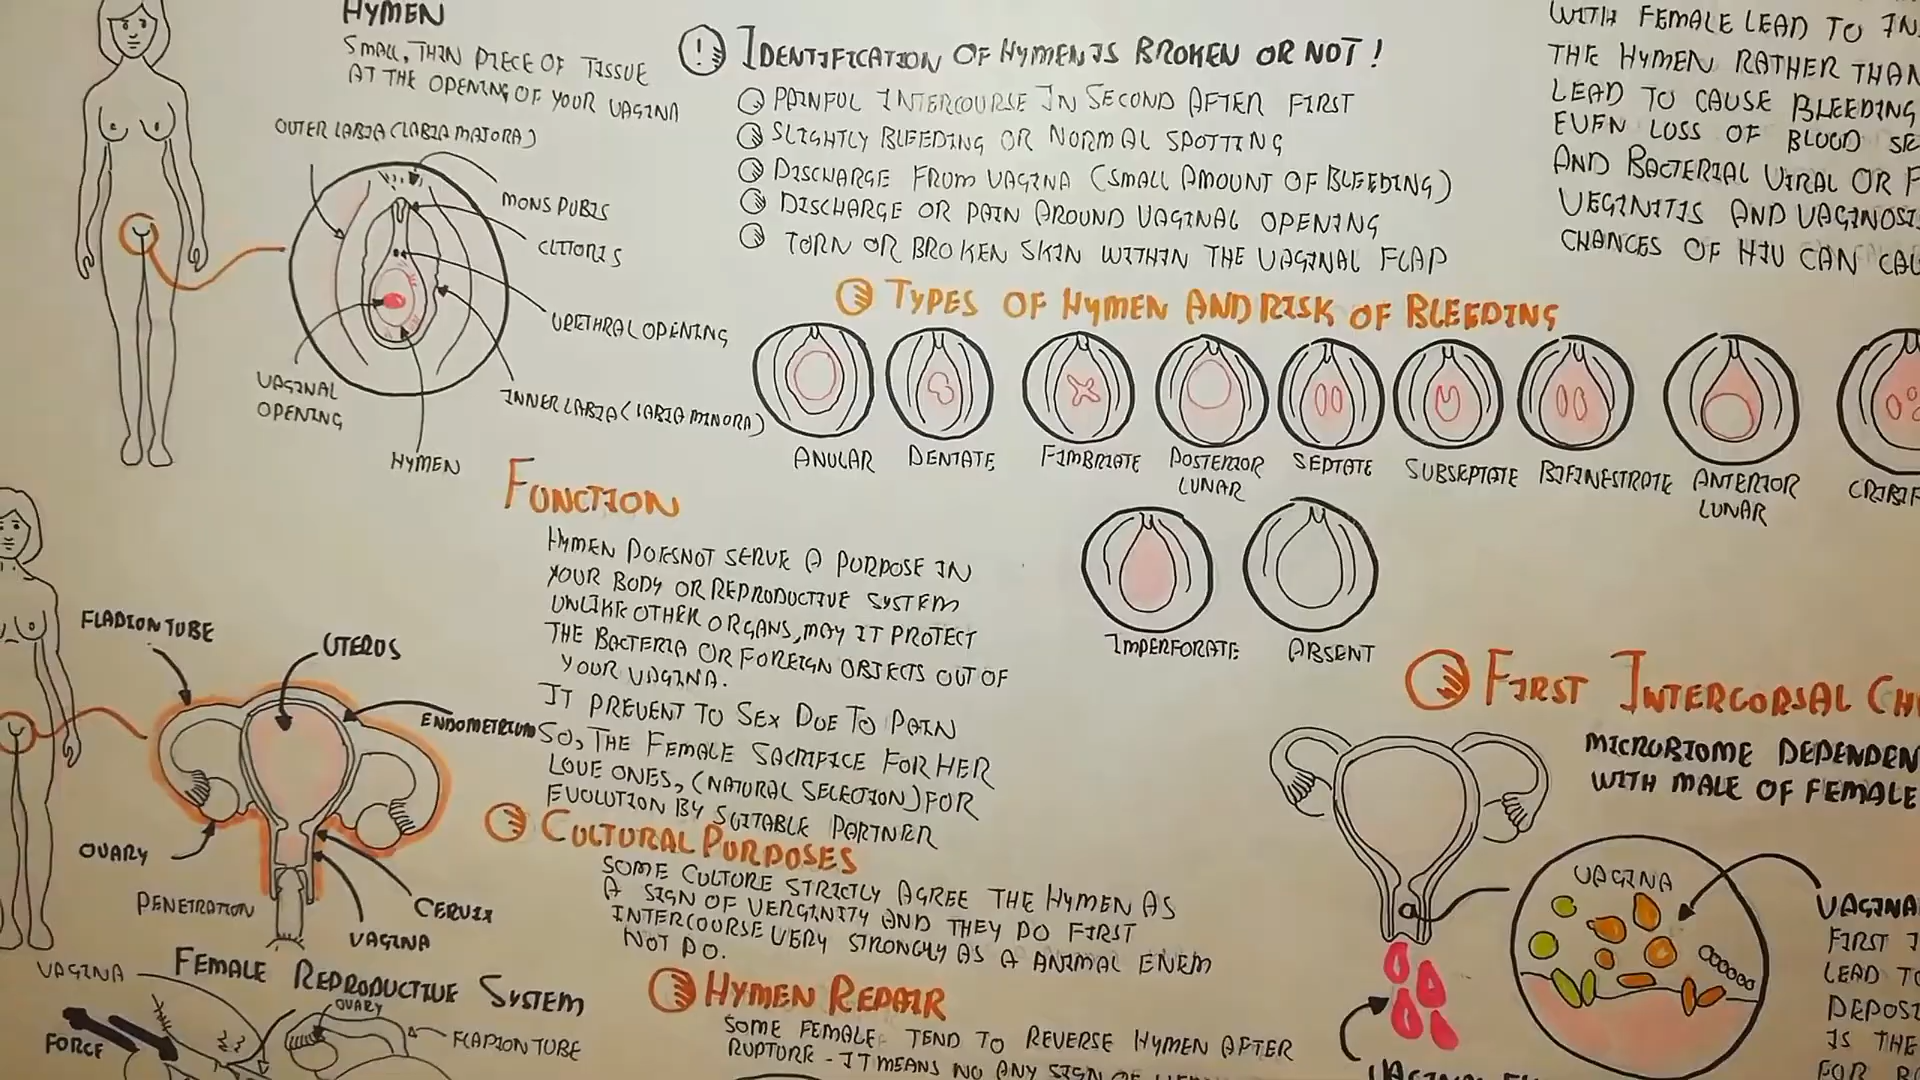 HYMEN
SMALL, THIN PIECE OF TISSUE
AT THE OPENING OF YOUR VAGINA
OUTER LABIA (LABIA MAJORA)
MONS PUBIS
CLITORIS
URETHRAL OPENING
INNER LABIA (LABIA MINORA)
VAGINAL
OPENING
HYMEN
! IDENTIFICATION OF HYMEN IS BROKEN OR NOT!
PAINFUL INTERCOURSE IN SECOND AFTER FIRST
SLIGHTLY BLEEDING OR NORMAL SPOTTING
DISCHARGE FROM VAGINA (SMALL AMOUNT OF BLEEDING)
DISCHARGE OR PAIN AROUND VAGINAL OPENING
TORN OR BROKEN SKIN WITHIN THE VAGINAL FLAP
WITH FEMALE LEAD TO IN
THE HYMEN RATHER THAN
LEAD TO CAUSE BLEEDING
EVEN LOSS OF BLOOD
AND BACTERIAL VIRAL OR F
VEGINITIS AND VAGINOSI
CHANCES OF HIV CAN CAU
TYPES OF HYMEN AND RISK OF BLEEDING
ANULAR
DENTATE
FIMBRIATE
POSTERIOR
LUNAR
SEPTATE
SUBSEPTATE
BIFINESTRATE
ANTERIOR
LUNAR
CRIBIF
IMPERFORATE
ABSENT
FUNCTION
HYMEN DOESNOT SERVE A PURPOSE IN
YOUR BODY OR REPRODUCTIVE SYSTEM
UNLIKE OTHER ORGANS, MAY IT PROTECT
THE BACTERIA OR FOREIGN OBJECTS OUT OF
YOUR VAGINA.
IT PREVENT TO SEX DUE TO PAIN
SO, THE FEMALE SACRIFICE FOR HER
LOVE ONES, (NATURAL SELECTION) FOR
EVOLUTION BY SUITABLE PARTNER
FLAPION TUBE
UTEROS
ENDOMETRIUM
OVARY
PENETRATION
CERVIX
VAGINA
FEMALE REPRODUCTIVE SYSTEM
VAGINA
OVARY
FLAPION TUBE
FORCE
CULTURAL PURPOSES
SOME CULTURE STRICTLY AGREE THE HYMEN AS
A SIGN OF VERGINITY AND THEY DO FIRST
INTERCOURSE VERY STRONGLY AS A ANIMAL ENEM
NOT DO.
HYMEN REPAIR
SOME FEMALE TEND TO REVERSE HYMEN AFTER
RUPTURE - IT MEANS NO ANY SIGN OF
FIRST INTERCORSAL CH
MICROBIOME DEPENDEN
WITH MALE OF FEMALE
VAGINA
VAGINA
FIRST I
LEAD TO
DEPOSI
IS THE
FOR